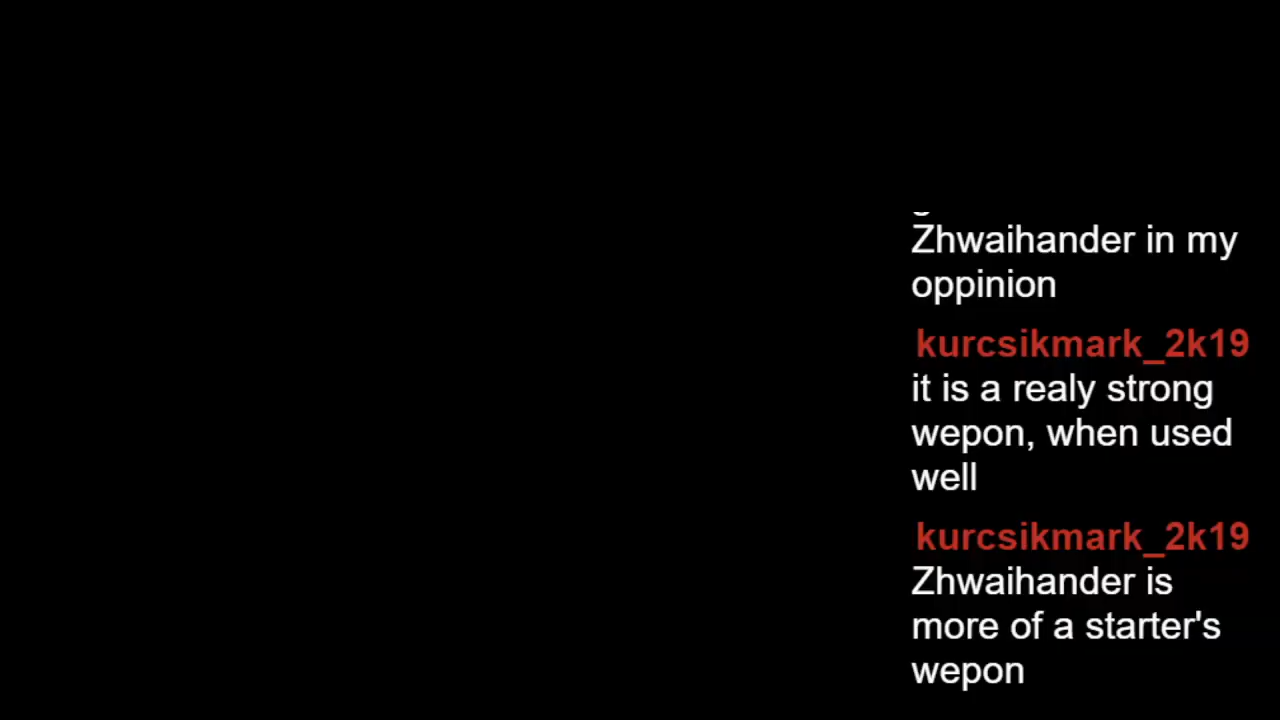 Zhwaihander in my
oppinion
kurcsikmark_2k19
it is a realy strong
wepon, when used
well
kurcsikmark_2k19
Zhwaihander is
more of a starter's
wepon